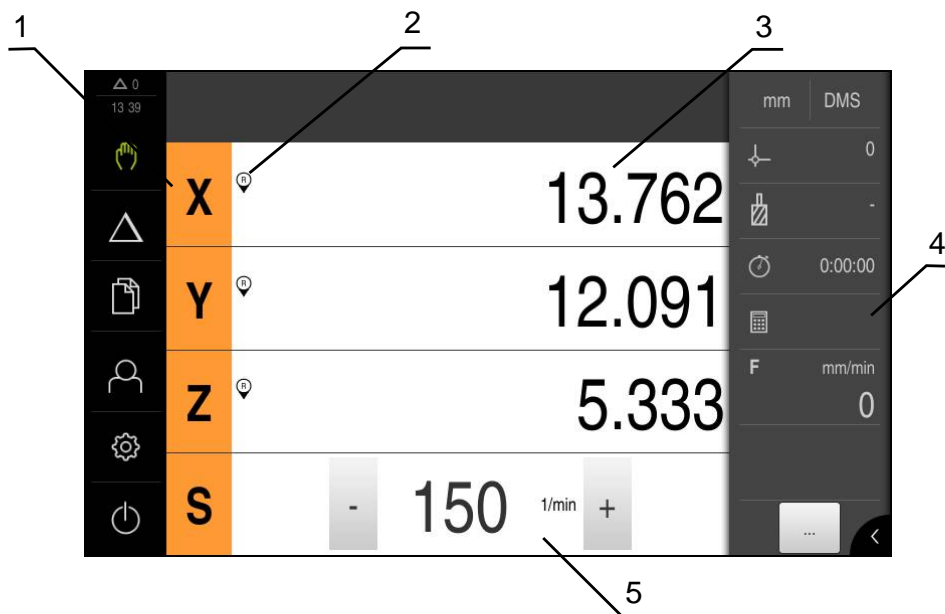 1
2
3
0
13 39
mm DMS
0
X R 13.762
-
4
0:00:00
Y R 12.091
F mm/min
0
Z R 5.333
S - 150 1/min +
...
5